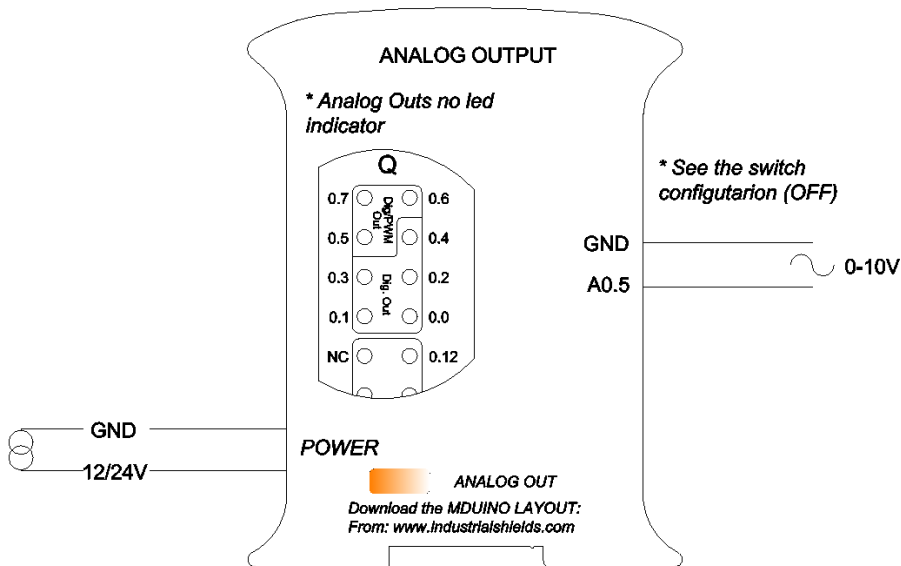 ANALOG OUTPUT
* Analog Outs no led
indicator
Q
0.7
0.6
Dig/PWM
Out
0.5
0.4
0.3
0.2
Dig. Out
0.1
0.0
NC
0.12
* See the switch
configutarion (OFF)
GND
0-10V
A0.5
GND
12/24V
POWER
ANALOG OUT
Download the MDUINO LAYOUT:
From: www.industrialshields.com